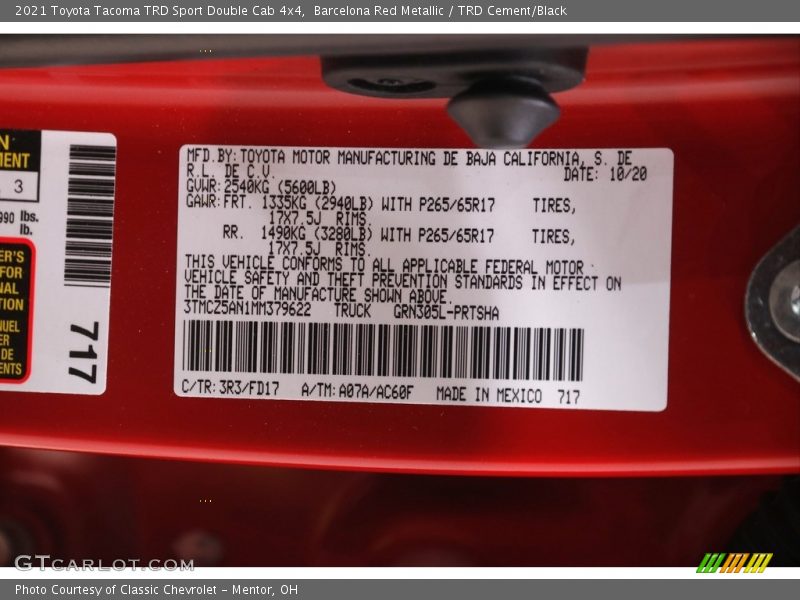 2021 Toyota Tacoma TRD Sport Double Cab 4x4,  Barcelona Red Metallic / TRD Cement/Black
MFD. BY: TOYOTA MOTOR MANUFACTURING DE BAJA CALIFORNIA, S. DE
R.L. DE C.V. DATE: 10/20
GVWR: 2540KG (5600LB)
GAWR: FRT. 1335KG (2940LB) WITH P265/65R17 TIRES,
17X7.5J RIMS
RR. 1490KG (3280LB) WITH P265/65R17 TIRES,
17X7.5J RIMS.
THIS VEHICLE CONFORMS TO ALL APPLICABLE FEDERAL MOTOR
VEHICLE SAFETY AND THEFT PREVENTION STANDARDS IN EFFECT ON
THE DATE OF MANUFACTURE SHOWN ABOVE.
3TMCZ5AN1MM379622 TRUCK GRN305L-PRTSHA
C/TR: 3R3/FD17 A/TM: A07A/AC60F MADE IN MEXICO 717
3
990 lbs.
lb.
717
GTCARLOT.COM
Photo Courtesy of Classic Chevrolet - Mentor, OH